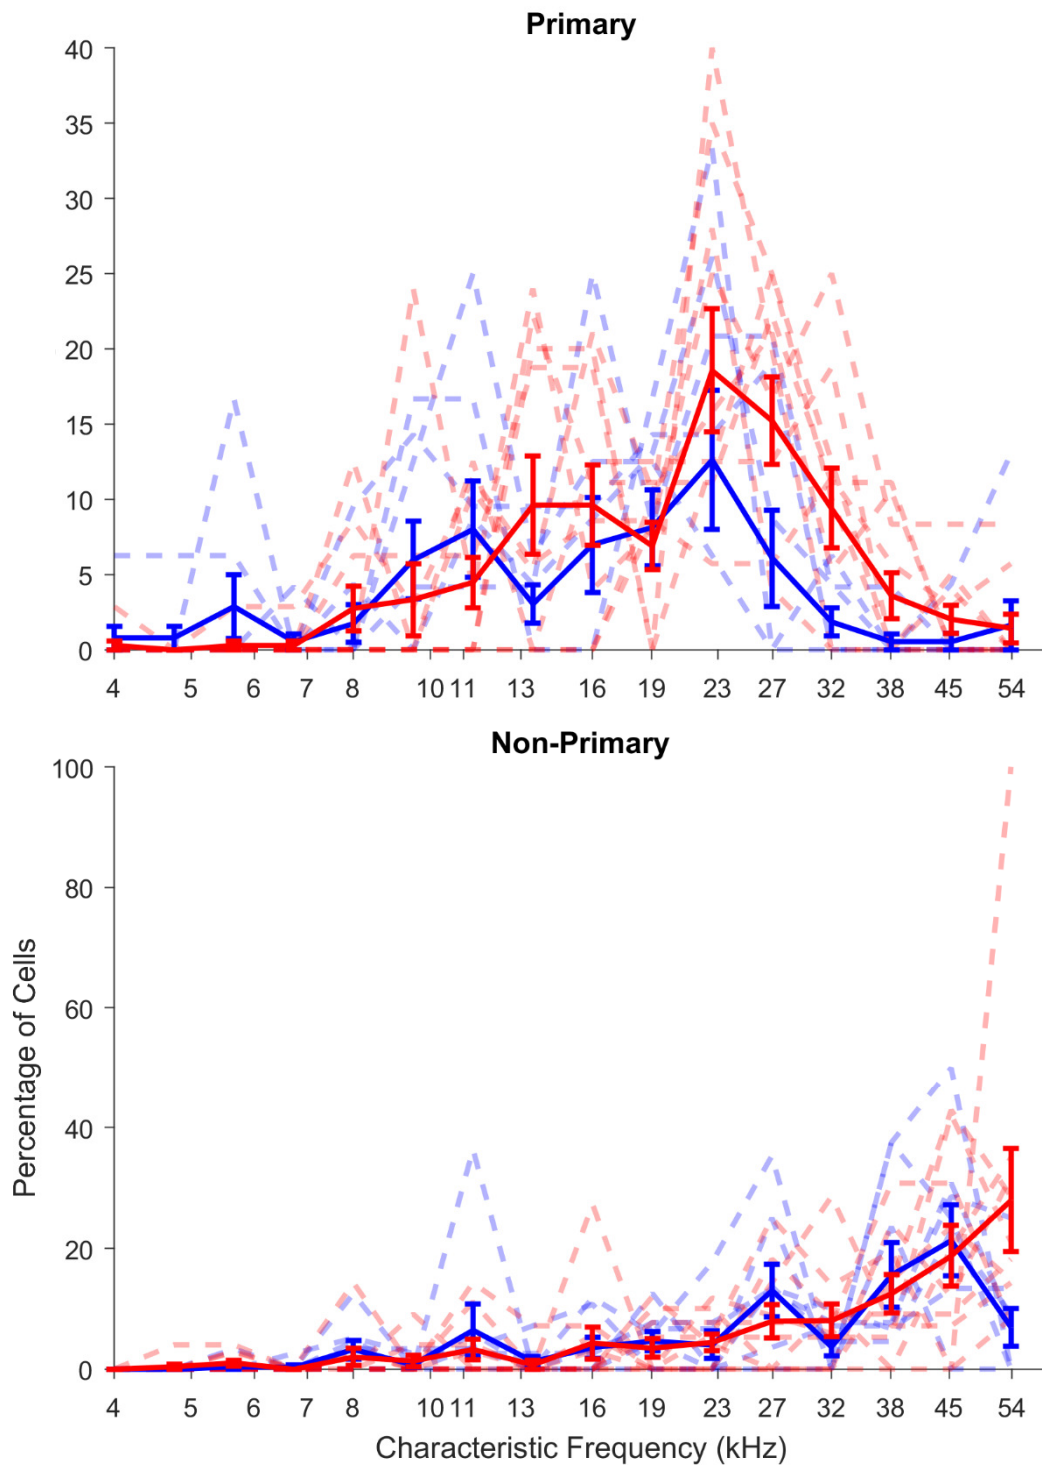 Primary
40
35
30
25
20
15
10
5
0
4 5 6 7 8 10 11 13 16 19 23 27 32 38 45 54
Non-Primary
100
80
60
40
20
0
Percentage of Cells
4 5 6 7 8 10 11 13 16 19 23 27 32 38 45 54
Characteristic Frequency (kHz)